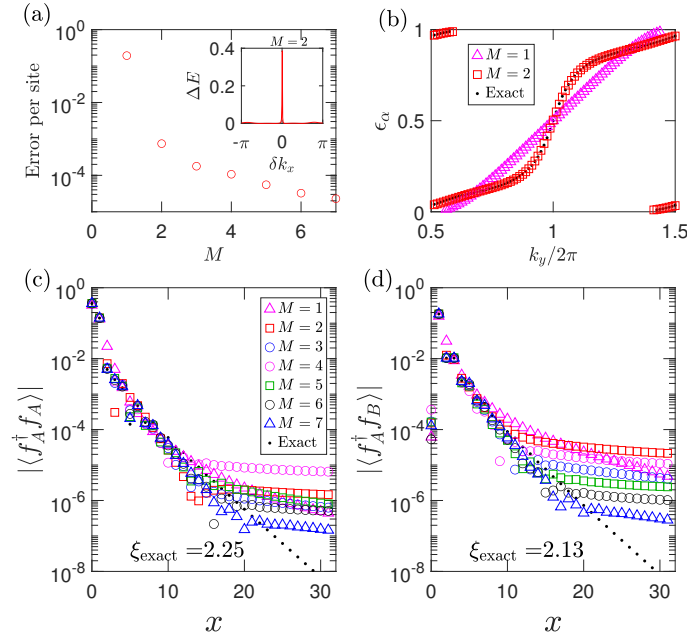 (a)
10^0
10^-2
10^-4
Error per site
0 2 4 6
M
M = 2
0.4
0.2
0
ΔE
-π 0 π
δk_x
(b)
1
0.5
0
ϵ_α
M = 1
M = 2
Exact
0.5 1 1.5
k_y/2π
(c)
10^0
10^-2
10^-4
10^-6
10^-8
|⟨f_A^† f_A⟩|
M = 1
M = 2
M = 3
M = 4
M = 5
M = 6
M = 7
Exact
ξ_exact =2.25
0 10 20 30
x
(d)
10^0
10^-2
10^-4
10^-6
10^-8
|⟨f_A^† f_B⟩|
ξ_exact =2.13
0 10 20 30
x